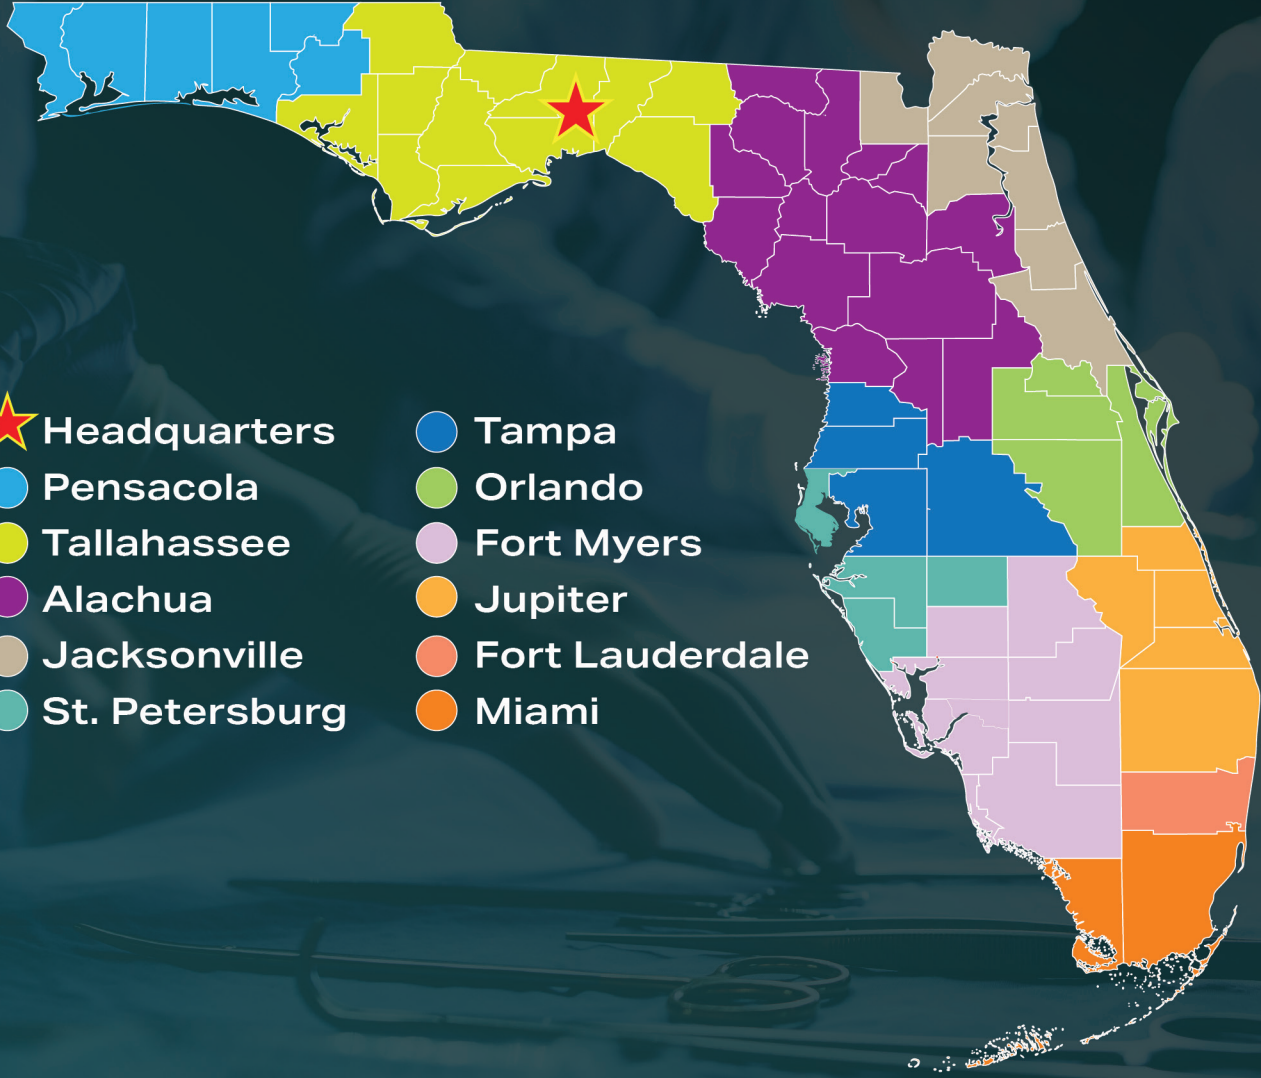 Headquarters
Pensacola
Tallahassee
Alachua
Jacksonville
St. Petersburg
Tampa
Orlando
Fort Myers
Jupiter
Fort Lauderdale
Miami